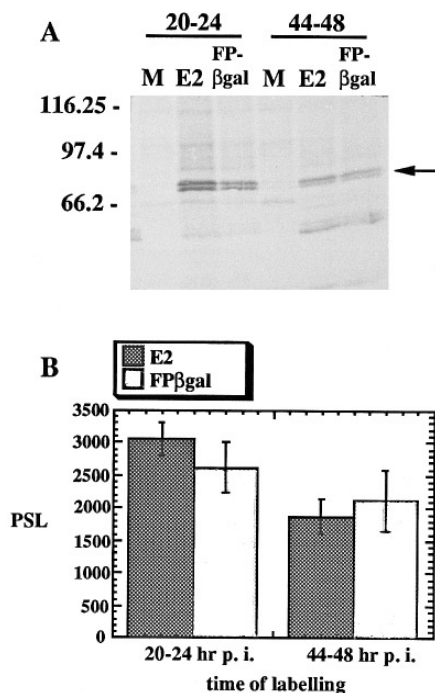 A
20-24 44-48
FP- FP-
M E2 βgal M E2 βgal
116.25 -
97.4 -
66.2 -
B
E2
FPβgal
3500
3000
2500
2000
1500
1000
500
0
PSL
20-24 hr p. i. 44-48 hr p. i.
time of labelling